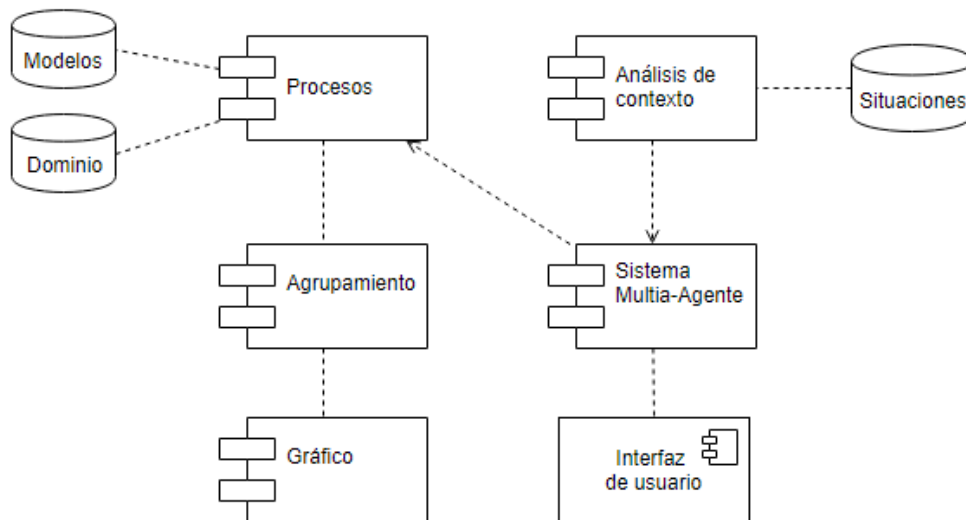 Modelos
Procesos
Análisis de
contexto
Situaciones
Dominio
Agrupamiento
Sistema
Multia-Agente
Gráfico
Interfaz
de usuario